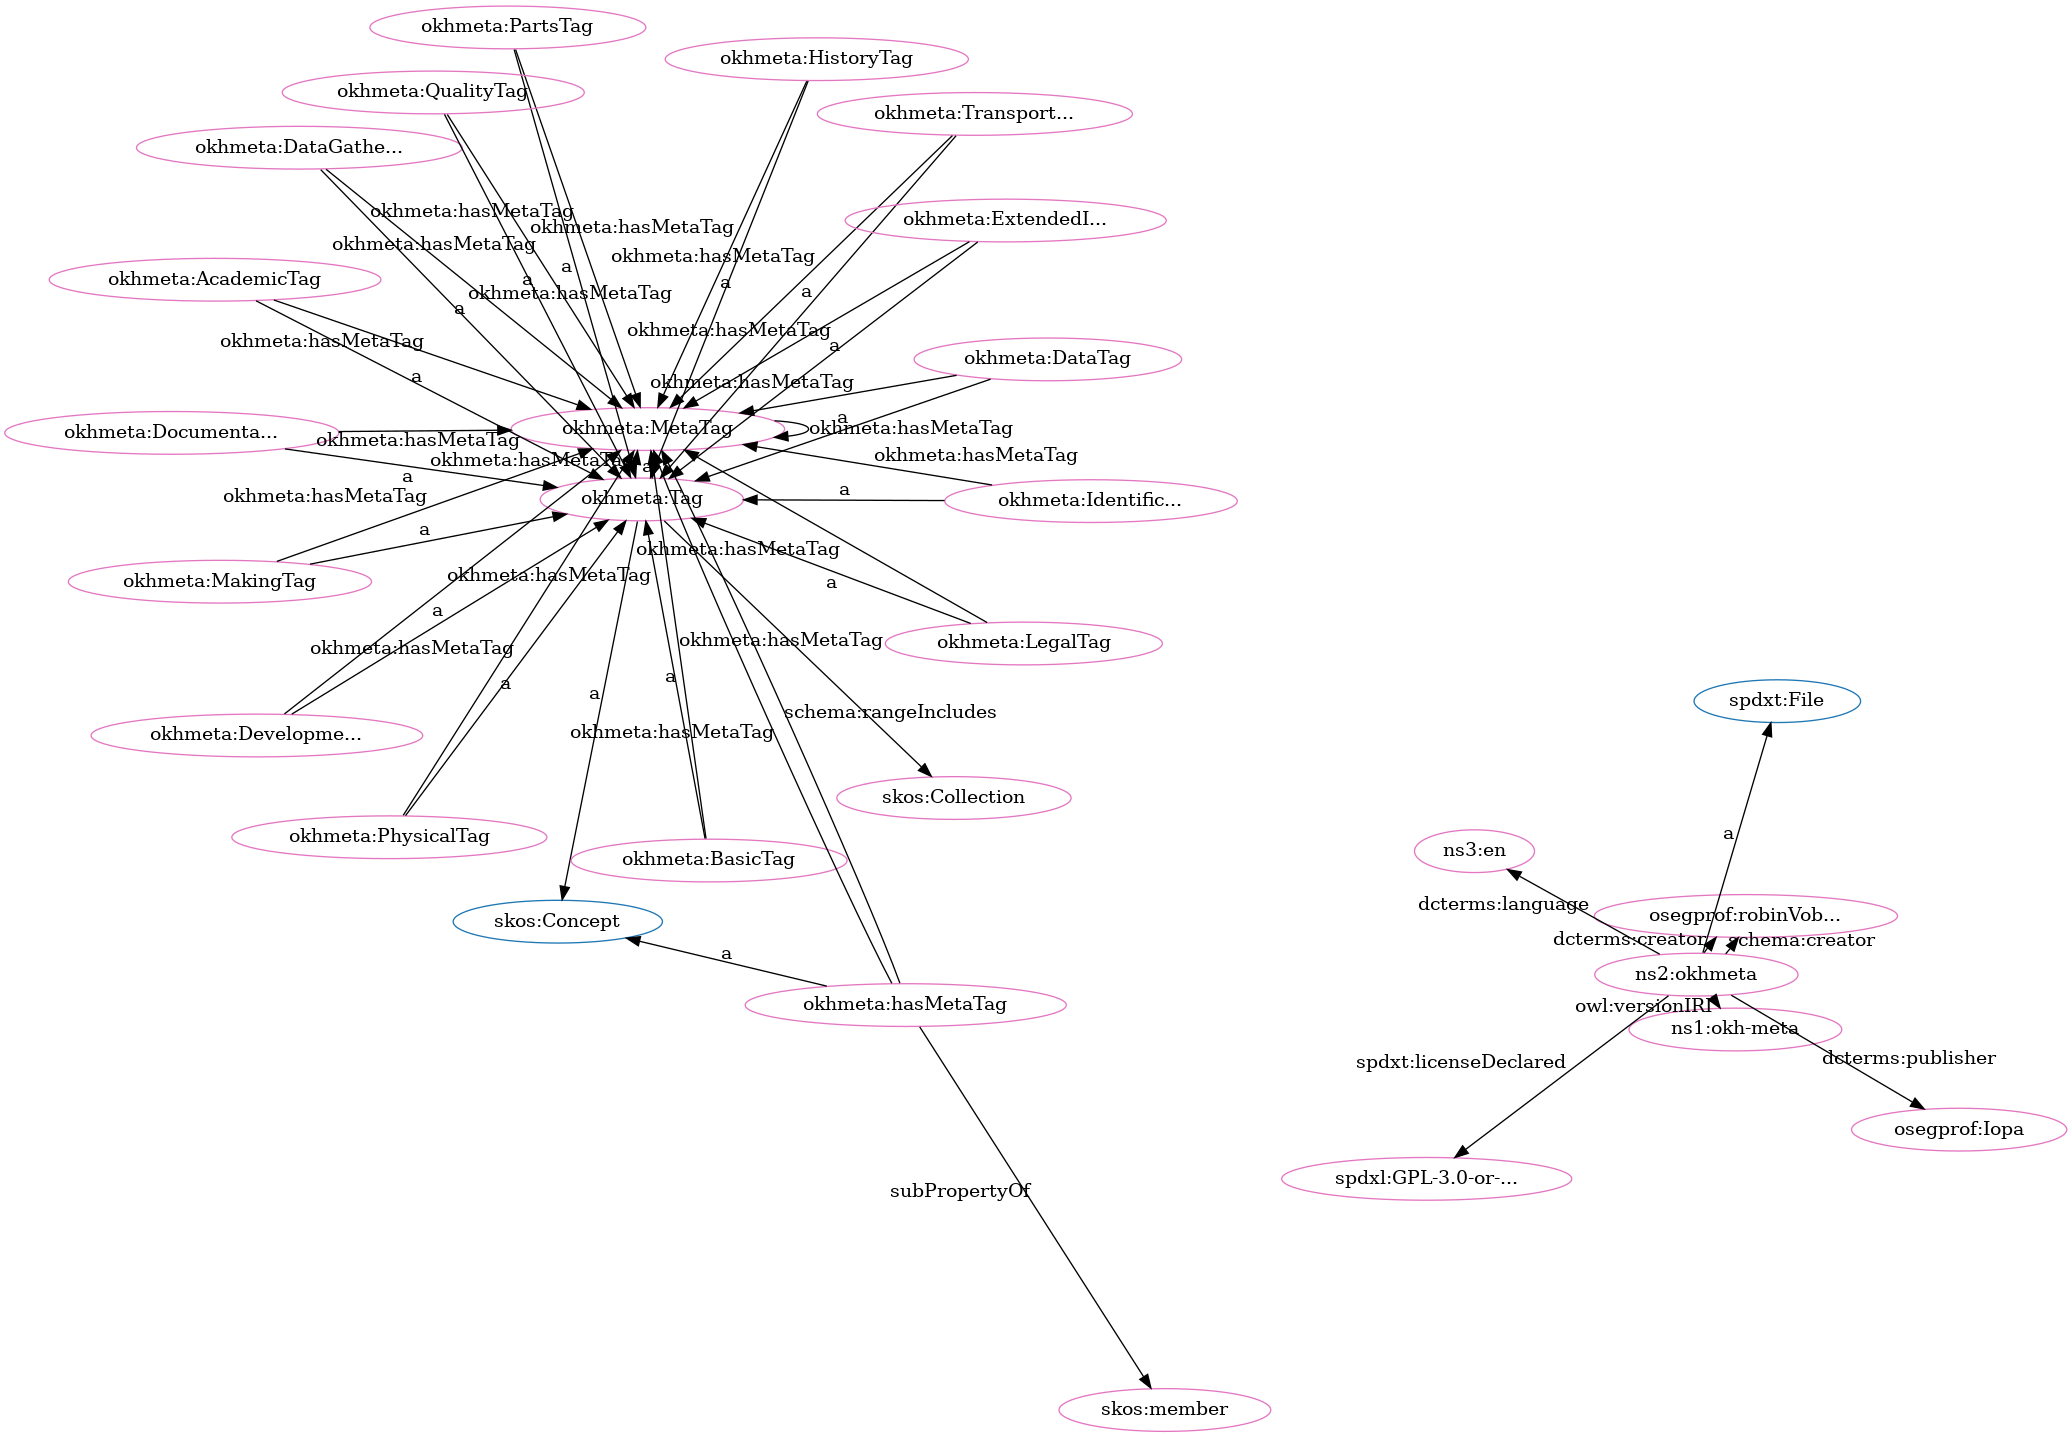 okhmeta:PartsTag
okhmeta:HistoryTag
okhmeta:QualityTag
okhmeta:Transport...
okhmeta:DataGathe...
okhmeta:hasMetaTag
okhmeta:ExtendedI...
okhmeta:hasMetaTag
okhmeta:hasMetaTag
okhmeta:hasMetaTag
a
okhmeta:AcademicTag
a
a
okhmeta:hasMetaTag
a
a
okhmeta:hasMetaTag
okhmeta:hasMetaTag
a
okhmeta:DataTag
a
okhmeta:hasMetaTag
a
okhmeta:Documenta...
okhmeta:MetaTag
okhmeta:hasMetaTag
okhmeta:hasMetaTag
okhmeta:hasMetaTag
okhmeta:hasMetaTag
a
a
okhmeta:hasMetaTag
okhmeta:Tag
a
okhmeta:Identific...
a
okhmeta:hasMetaTag
okhmeta:MakingTag
okhmeta:hasMetaTag
a
a
okhmeta:hasMetaTag
okhmeta:hasMetaTag
okhmeta:LegalTag
a
a
a
spdxt:File
schema:rangeIncludes
okhmeta:Developme...
okhmeta:hasMetaTag
skos:Collection
okhmeta:PhysicalTag
a
okhmeta:BasicTag
ns3:en
dcterms:language
osegprof:robinVob...
skos:Concept
dcterms:creator
schema:creator
a
ns2:okhmeta
okhmeta:hasMetaTag
owl:versionIRI
ns1:okh-meta
spdxt:licenseDeclared
dcterms:publisher
osegprof:Iopa
spdxl:GPL-3.0-or-...
subPropertyOf
skos:member